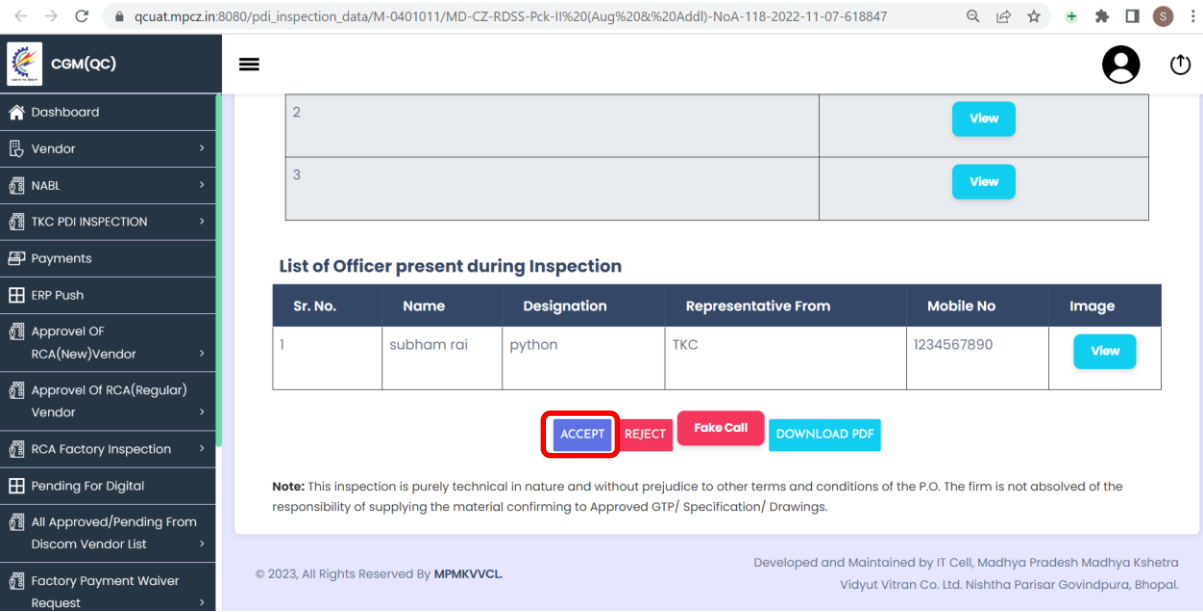 qcuat.mpcz.in:8080/pdi_inspection_data/M-0401011/MD-CZ-RDSS-Pck-II%20(Aug%20&%20Addl)-NoA-118-2022-11-07-618847
S
CGM(QC)
Dashboard
Vendor
NABL
TKC PDI INSPECTION
Payments
ERP Push
Approvel OF
RCA(New)Vendor
Approvel Of RCA(Regular)
Vendor
RCA Factory Inspection
Pending For Digital
All Approved/Pending From
Discom Vendor List
Factory Payment Waiver
Request
2 View
3 View
List of Officer present during Inspection
Sr. No. Name Designation Representative From Mobile No Image
1 subham rai python TKC 1234567890 View
ACCEPT REJECT Fake Call DOWNLOAD PDF
Note: This inspection is purely technical in nature and without prejudice to other terms and conditions of the P.O. The firm is not absolved of the
responsibility of supplying the material confirming to Approved GTP/ Specification/ Drawings.
© 2023, All Rights Reserved By MPMKVVCL.
Developed and Maintained by IT Cell, Madhya Pradesh Madhya Kshetra
Vidyut Vitran Co. Ltd. Nishtha Parisar Govindpura, Bhopal.